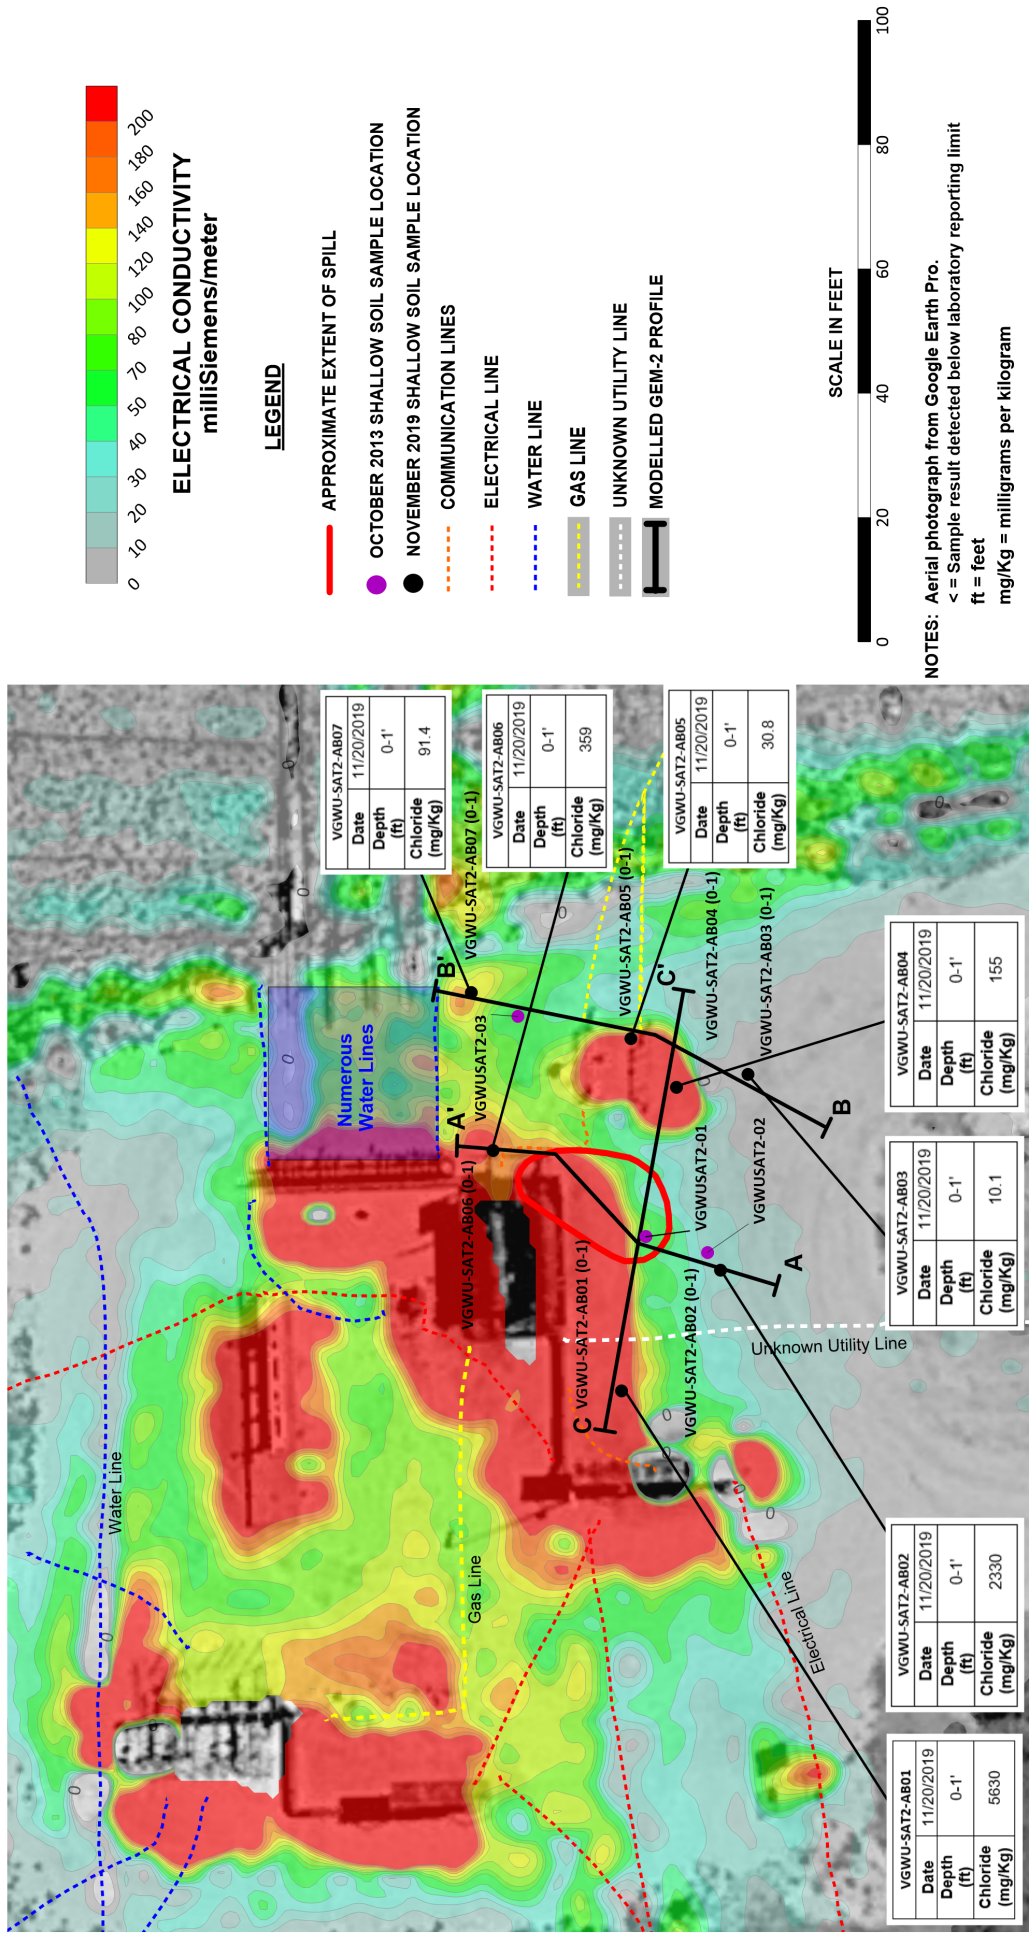 0
10
20
30
40
50
70
80
100
120
140
160
180
200
ELECTRICAL CONDUCTIVITY
milliSiemens/meter
LEGEND
APPROXIMATE EXTENT OF SPILL
OCTOBER 2013 SHALLOW SOIL SAMPLE LOCATION
NOVEMBER 2019 SHALLOW SOIL SAMPLE LOCATION
COMMUNICATION LINES
ELECTRICAL LINE
WATER LINE
GAS LINE
UNKNOWN UTILITY LINE
MODELLED GEM-2 PROFILE
SCALE IN FEET
0
20
40
60
80
100
NOTES: Aerial photograph from Google Earth Pro.
< = Sample result detected below laboratory reporting limit
ft = feet
mg/Kg = milligrams per kilogram
VGWU-SAT2-AB07
Date 11/20/2019
Depth (ft) 0-1'
Chloride (mg/Kg) 91.4
VGWU-SAT2-AB06
Date 11/20/2019
Depth (ft) 0-1'
Chloride (mg/Kg) 359
VGWU-SAT2-AB05
Date 11/20/2019
Depth (ft) 0-1'
Chloride (mg/Kg) 30.8
VGWU-SAT2-AB04
Date 11/20/2019
Depth (ft) 0-1'
Chloride (mg/Kg) 155
VGWU-SAT2-AB03
Date 11/20/2019
Depth (ft) 0-1'
Chloride (mg/Kg) 10.1
VGWU-SAT2-AB02
Date 11/20/2019
Depth (ft) 0-1'
Chloride (mg/Kg) 2330
VGWU-SAT2-AB01
Date 11/20/2019
Depth (ft) 0-1'
Chloride (mg/Kg) 5630
Water Line
Numerous
Water Lines
Gas Line
Electrical Line
Unknown Utility Line
VGWU-SAT2-AB07 (0-1)
VGWUSAT2-03
VGWU-SAT2-AB06 (0-1)
VGWU-SAT2-AB05 (0-1)
VGWU-SAT2-AB04 (0-1)
VGWU-SAT2-AB03 (0-1)
VGWUSAT2-01
VGWUSAT2-02
VGWU-SAT2-AB01 (0-1)
VGWU-SAT2-AB02 (0-1)
A
A'
B
B'
C
C'
0
0
0
0
0
0
0
0
0
0
0
0